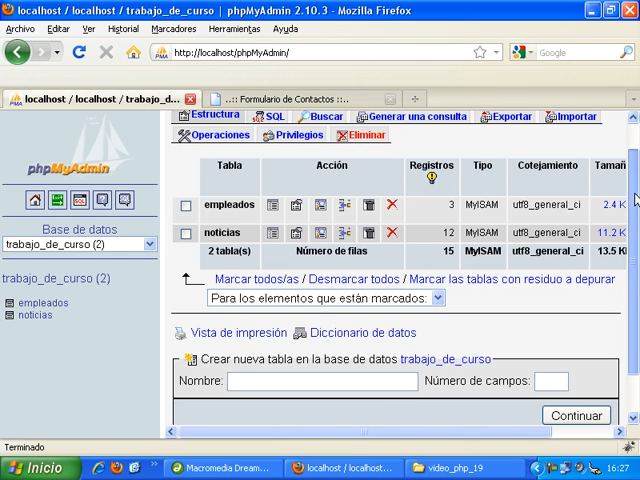 localhost / localhost / trabajo_de_curso | phpMyAdmin 2.10.3 - Mozilla Firefox
Archivo Editar Ver Historial Marcadores Herramientas Ayuda
http://localhost/phpMyAdmin/
Google
localhost / localhost / trabajo_d...
..:: Formulario de Contactos ::..
Estructura SQL Buscar Generar una consulta Exportar Importar
Operaciones Privilegios Eliminar
phpMyAdmin
Base de datos
trabajo_de_curso (2)
trabajo_de_curso (2)
empleados
noticias
Tabla Acción Registros Tipo Cotejamiento Tamañ
empleados 3 MyISAM utf8_general_ci 2.4 K
noticias 12 MyISAM utf8_general_ci 11.2 K
2 tabla(s) Número de filas 15 MyISAM utf8_general_ci 13.5 K
Marcar todos/as / Desmarcar todos / Marcar las tablas con residuo a depurar
Para los elementos que están marcados:
Vista de impresión Diccionario de datos
Crear nueva tabla en la base de datos trabajo_de_curso
Nombre: Número de campos:
Continuar
Terminado
Inicio Macromedia Dream... localhost / localhost... video_php_19 16:27